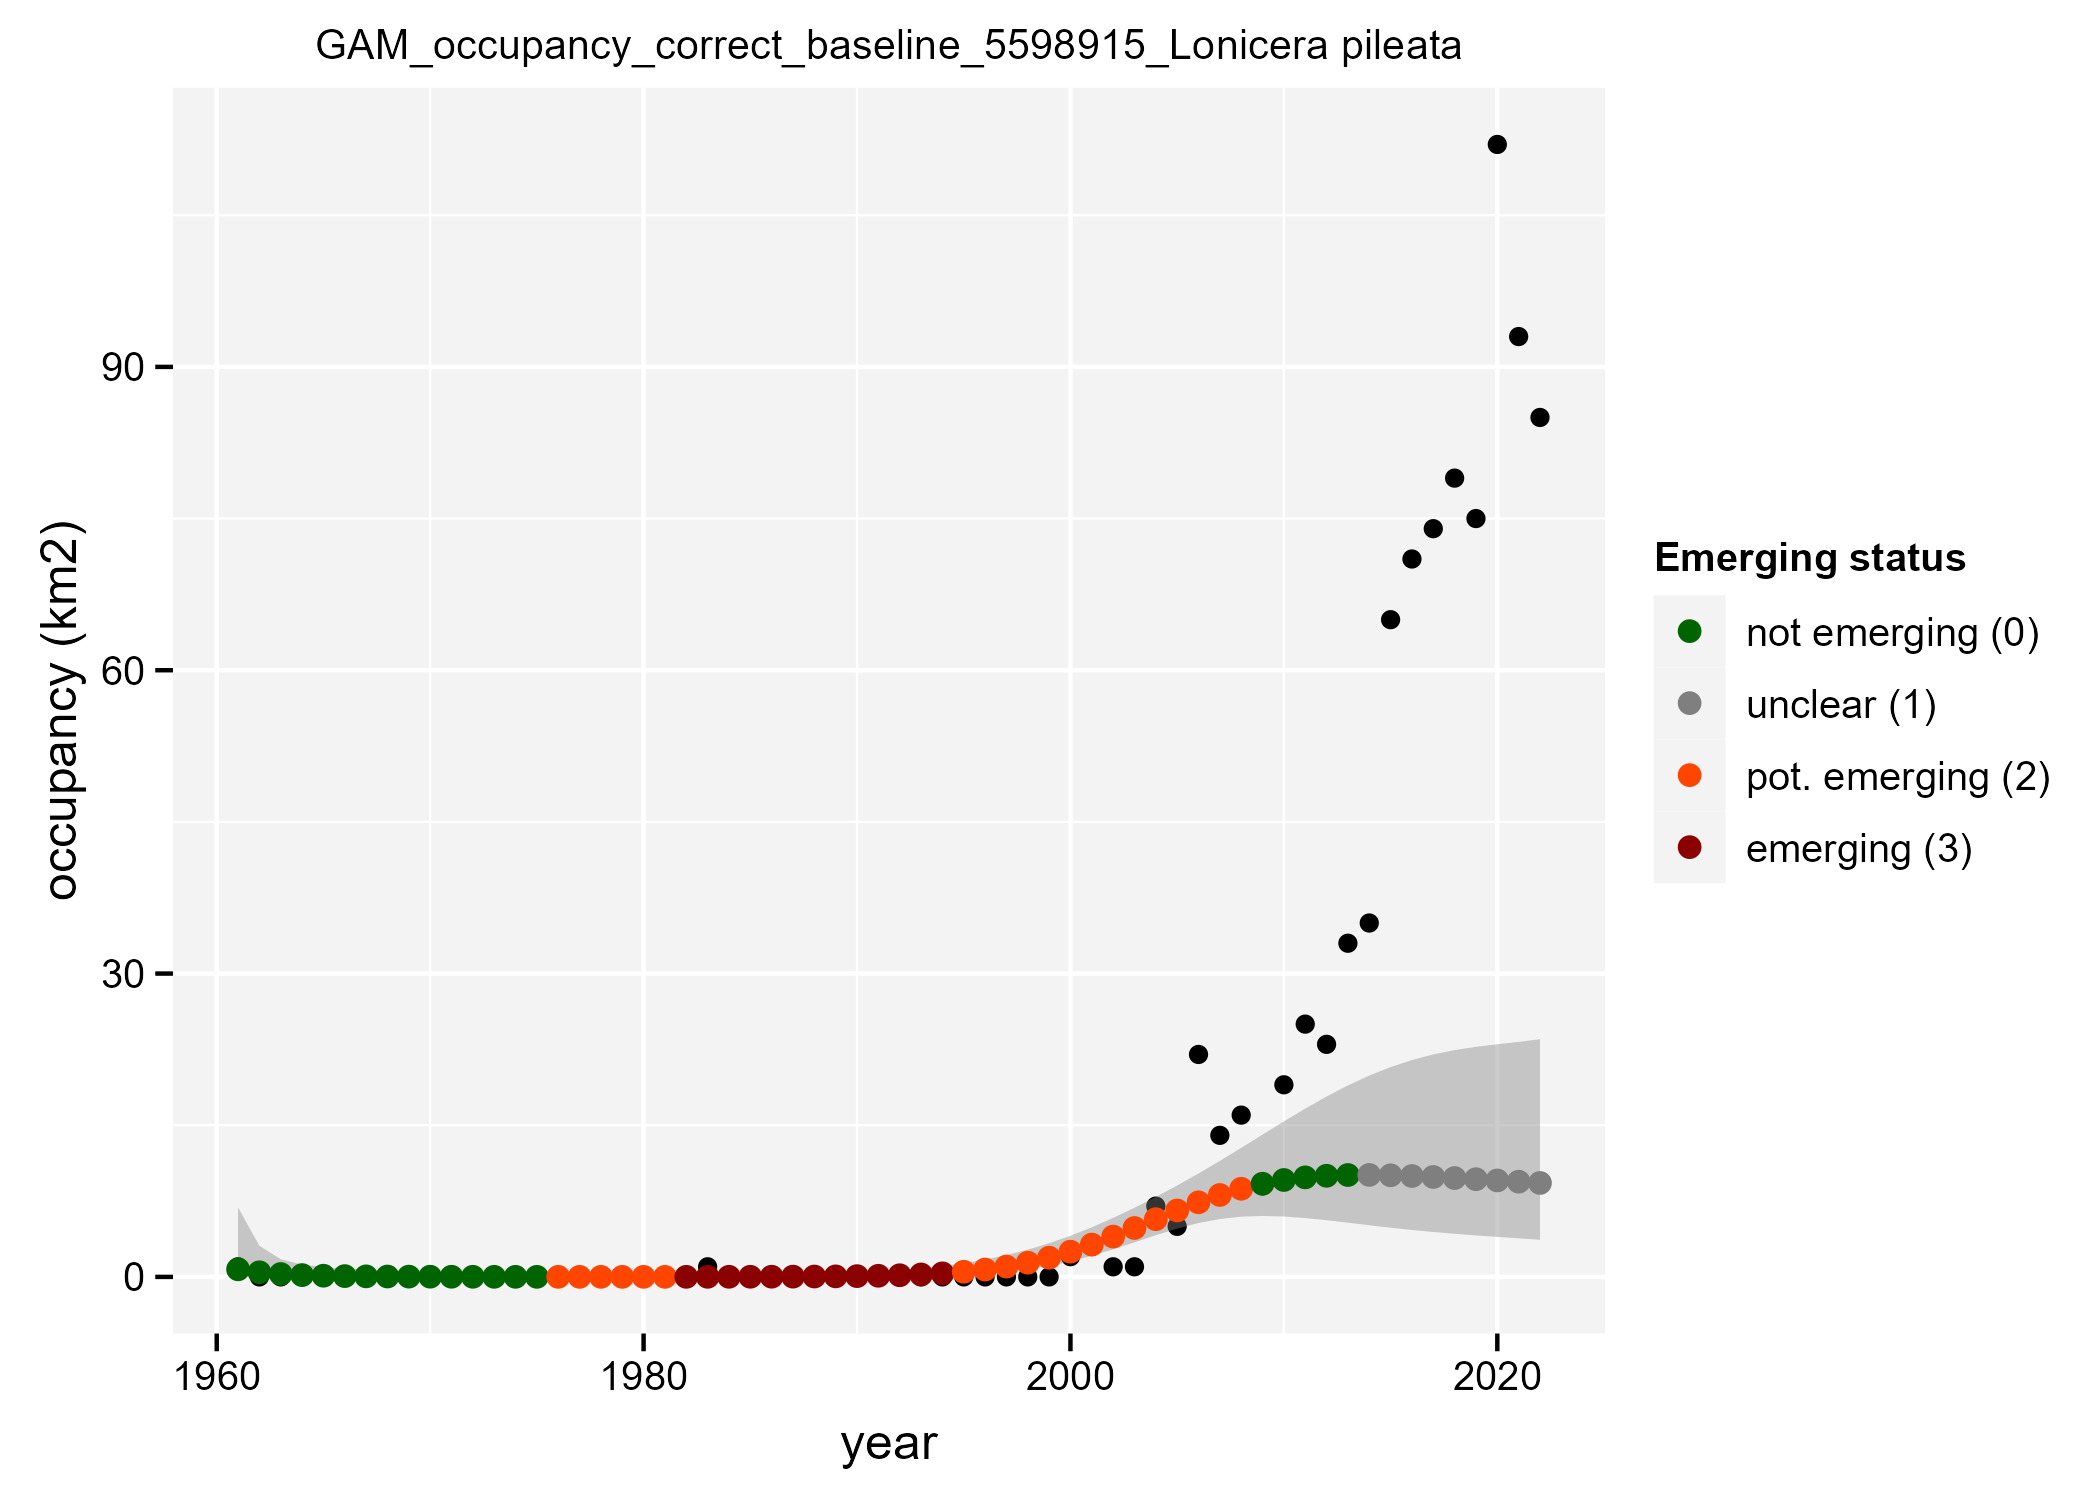 GAM_occupancy_correct_baseline_5598915_Lonicera pileata
occupancy (km2)
90
60
30
0
1960
1980
2000
2020
year
Emerging status
not emerging (0)
unclear (1)
pot. emerging (2)
emerging (3)